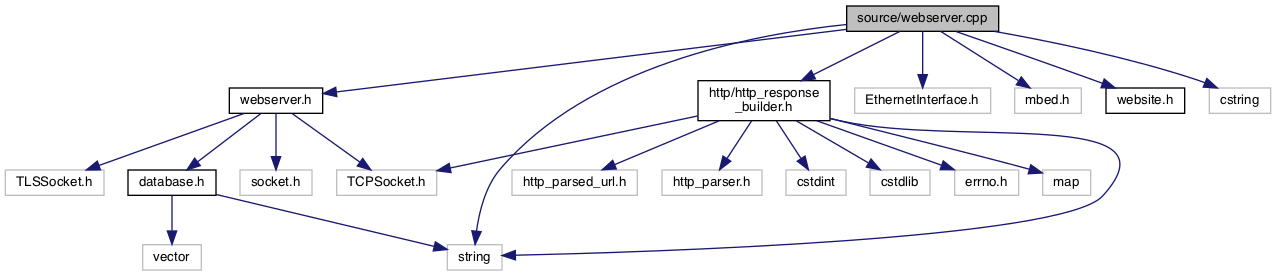 source/webserver.cpp
webserver.h
http/http_response
_builder.h
EthernetInterface.h
mbed.h
website.h
cstring
TLSSocket.h
database.h
socket.h
TCPSocket.h
http_parsed_url.h
http_parser.h
cstdint
cstdlib
errno.h
map
vector
string